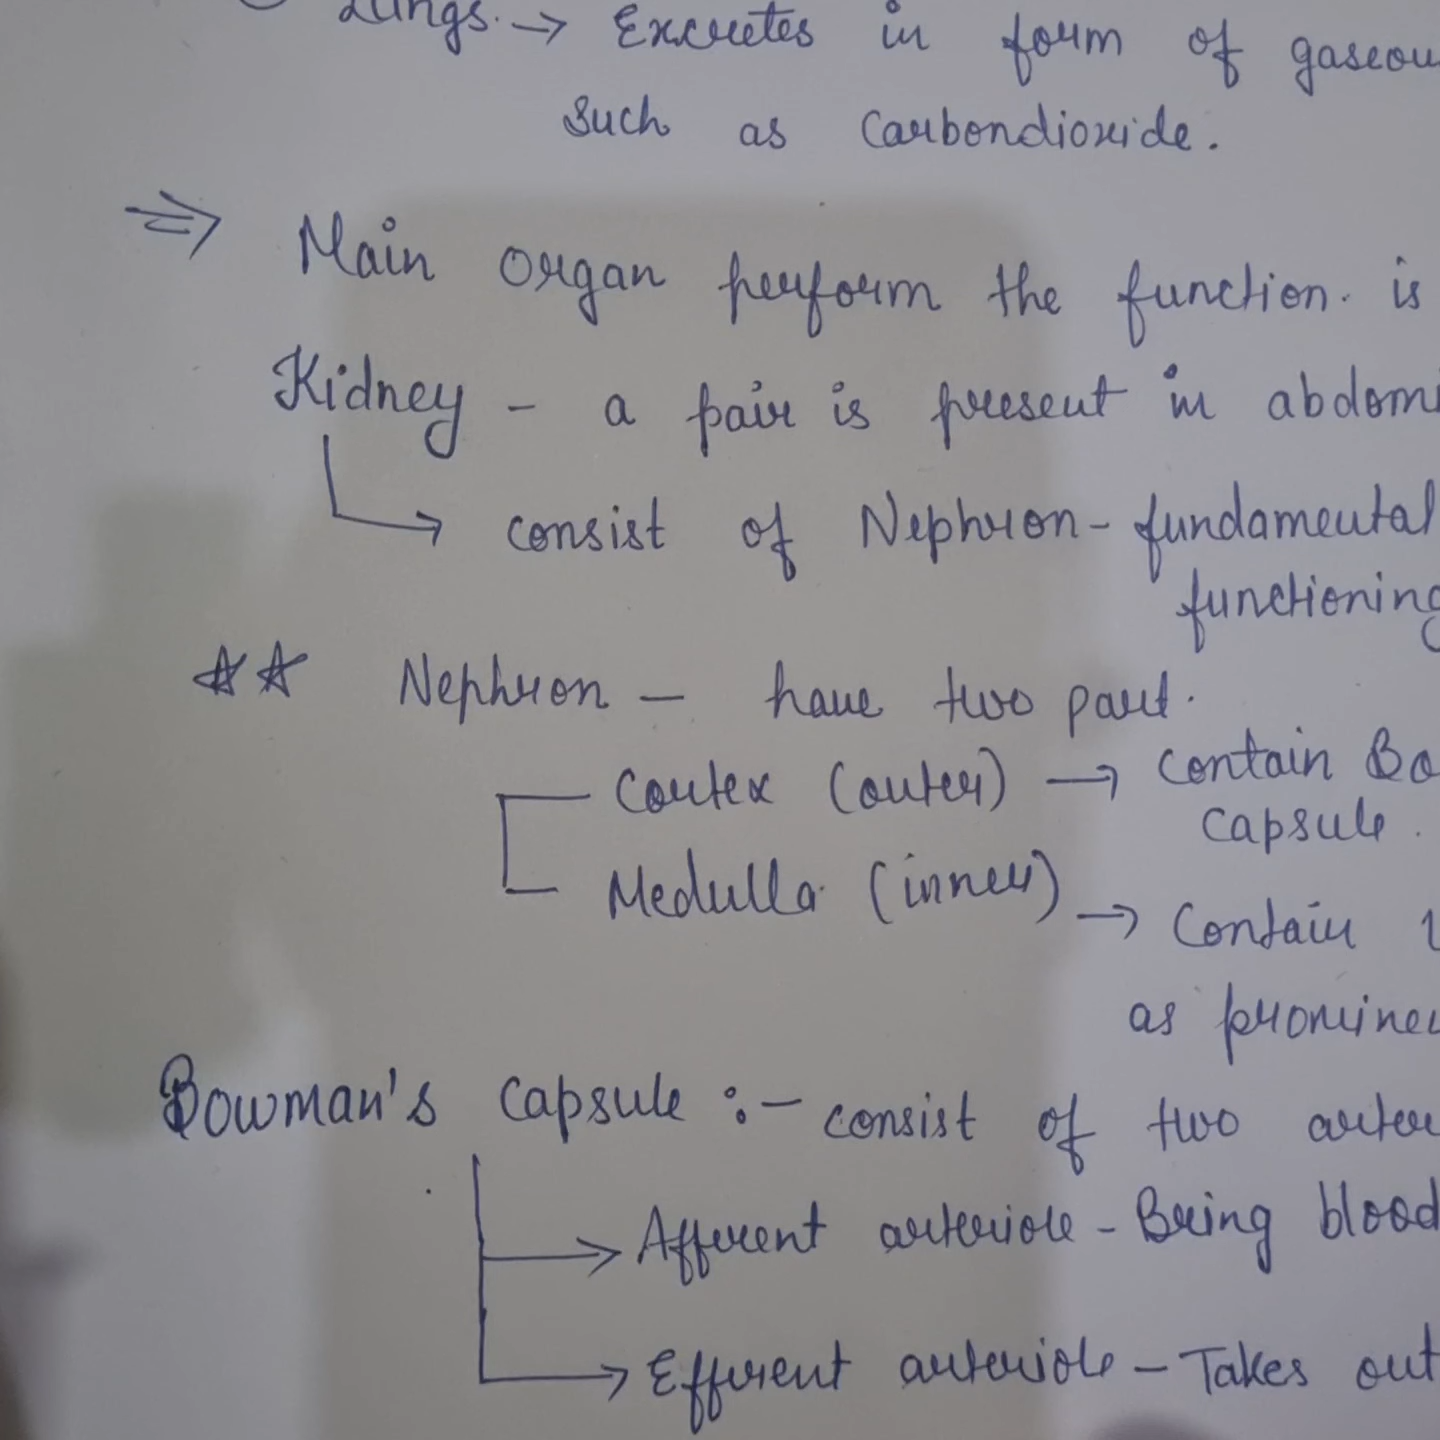 Lungs. → Excretes in form of gaseou
Such as Carbondioxide.
⇒ Main organ perform the function. is
Kidney - a pair is present in abdomi
→ consist of Nephron - fundamental
functioning
☆☆ Nephron — have two part.
Cortex (outer) → Contain Bo
capsule.
Medulla (inner) → Contain
as promine
Bowman's Capsule :- consist of two arter
→ Afferent arteriole - Bring blood
→ Efferent arteriole - Takes out